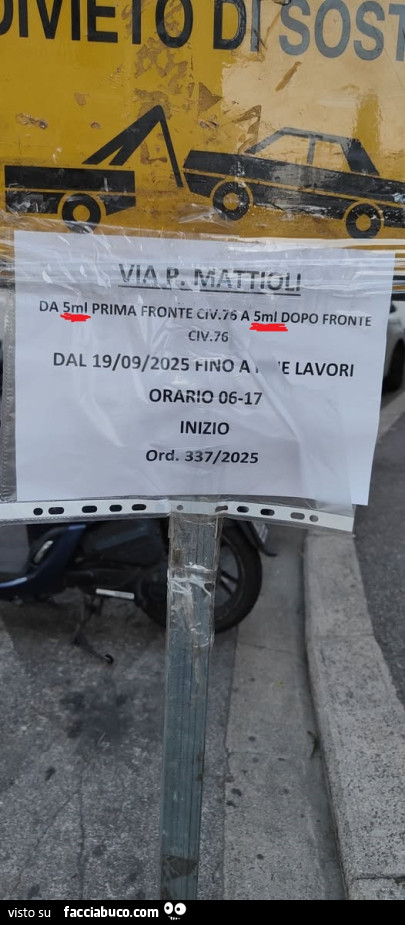 DIVIETO DI SOST
VIA P. MATTIOLI
DA 5ml PRIMA FRONTE CIV.76 A 5ml DOPO FRONTE
CIV.76
DAL 19/09/2025 FINO A LAVORI
ORARIO 06-17
INIZIO
Ord. 337/2025
visto su facciabuco.com